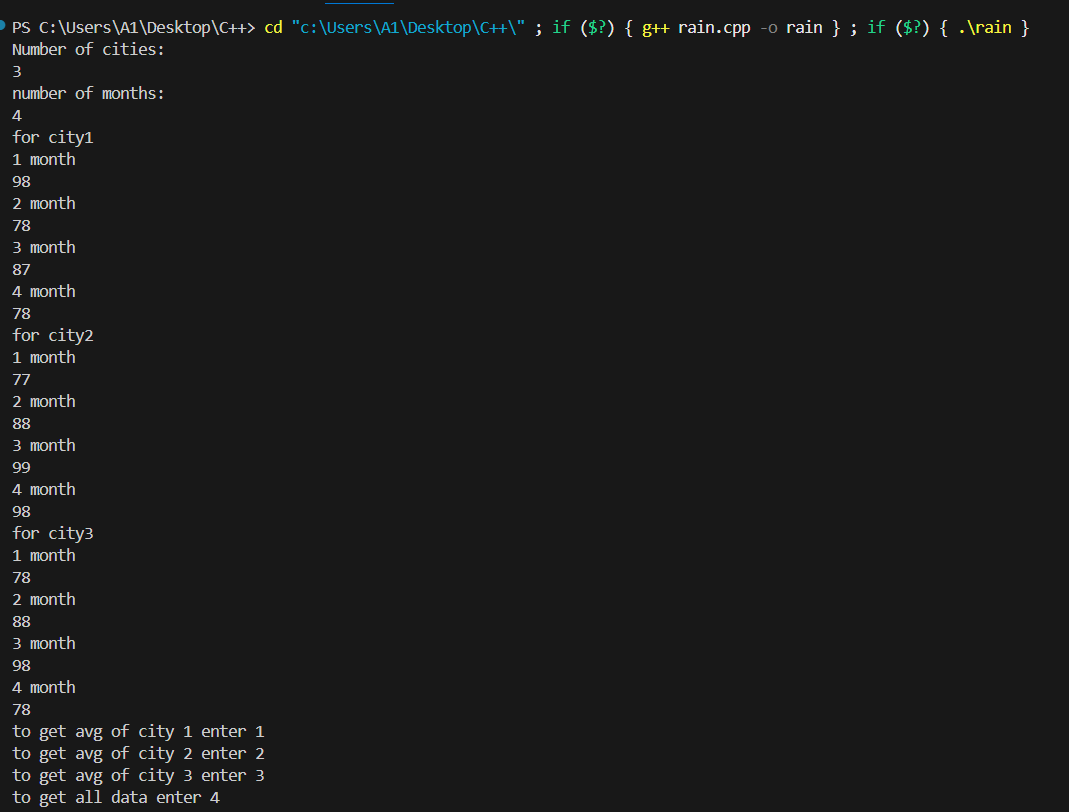 PS C:\Users\A1\Desktop\C++> cd "c:\Users\A1\Desktop\C++\" ; if ($?) { g++ rain.cpp -o rain } ; if ($?) { .\rain }
Number of cities:
3
number of months:
4
for city1
1 month
98
2 month
78
3 month
87
4 month
78
for city2
1 month
77
2 month
88
3 month
99
4 month
98
for city3
1 month
78
2 month
88
3 month
98
4 month
78
to get avg of city 1 enter 1
to get avg of city 2 enter 2
to get avg of city 3 enter 3
to get all data enter 4